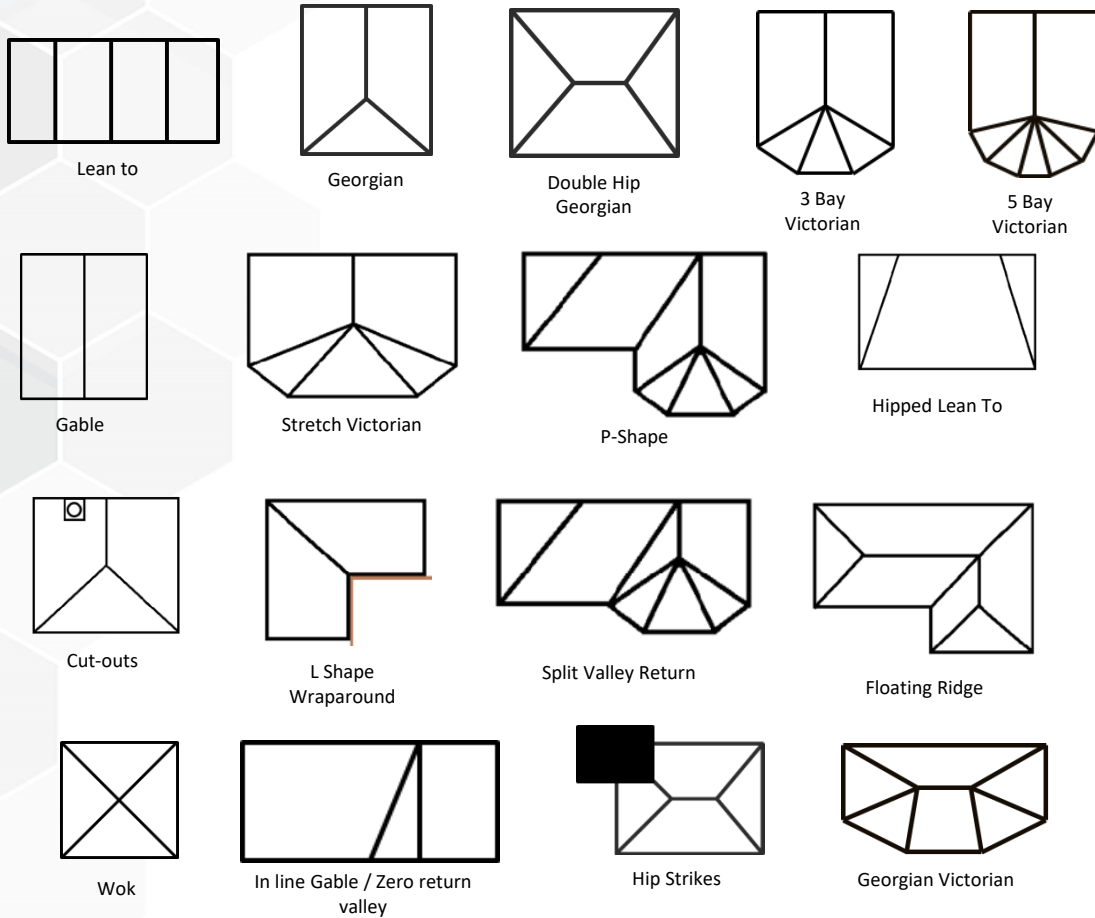 Lean to
Georgian
Double Hip
Georgian
3 Bay
Victorian
5 Bay
Victorian
Gable
Stretch Victorian
P-Shape
Hipped Lean To
Cut-outs
L Shape
Wraparound
Split Valley Return
Floating Ridge
Wok
In line Gable / Zero return
valley
Hip Strikes
Georgian Victorian